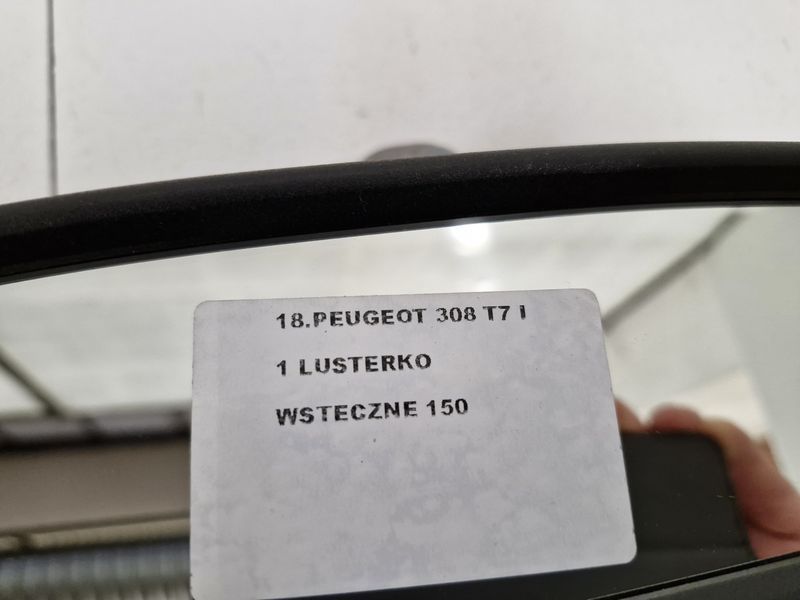 18.PEUGEOT 308 T7 I
1 LUSTERKO
WSTECZNE 150